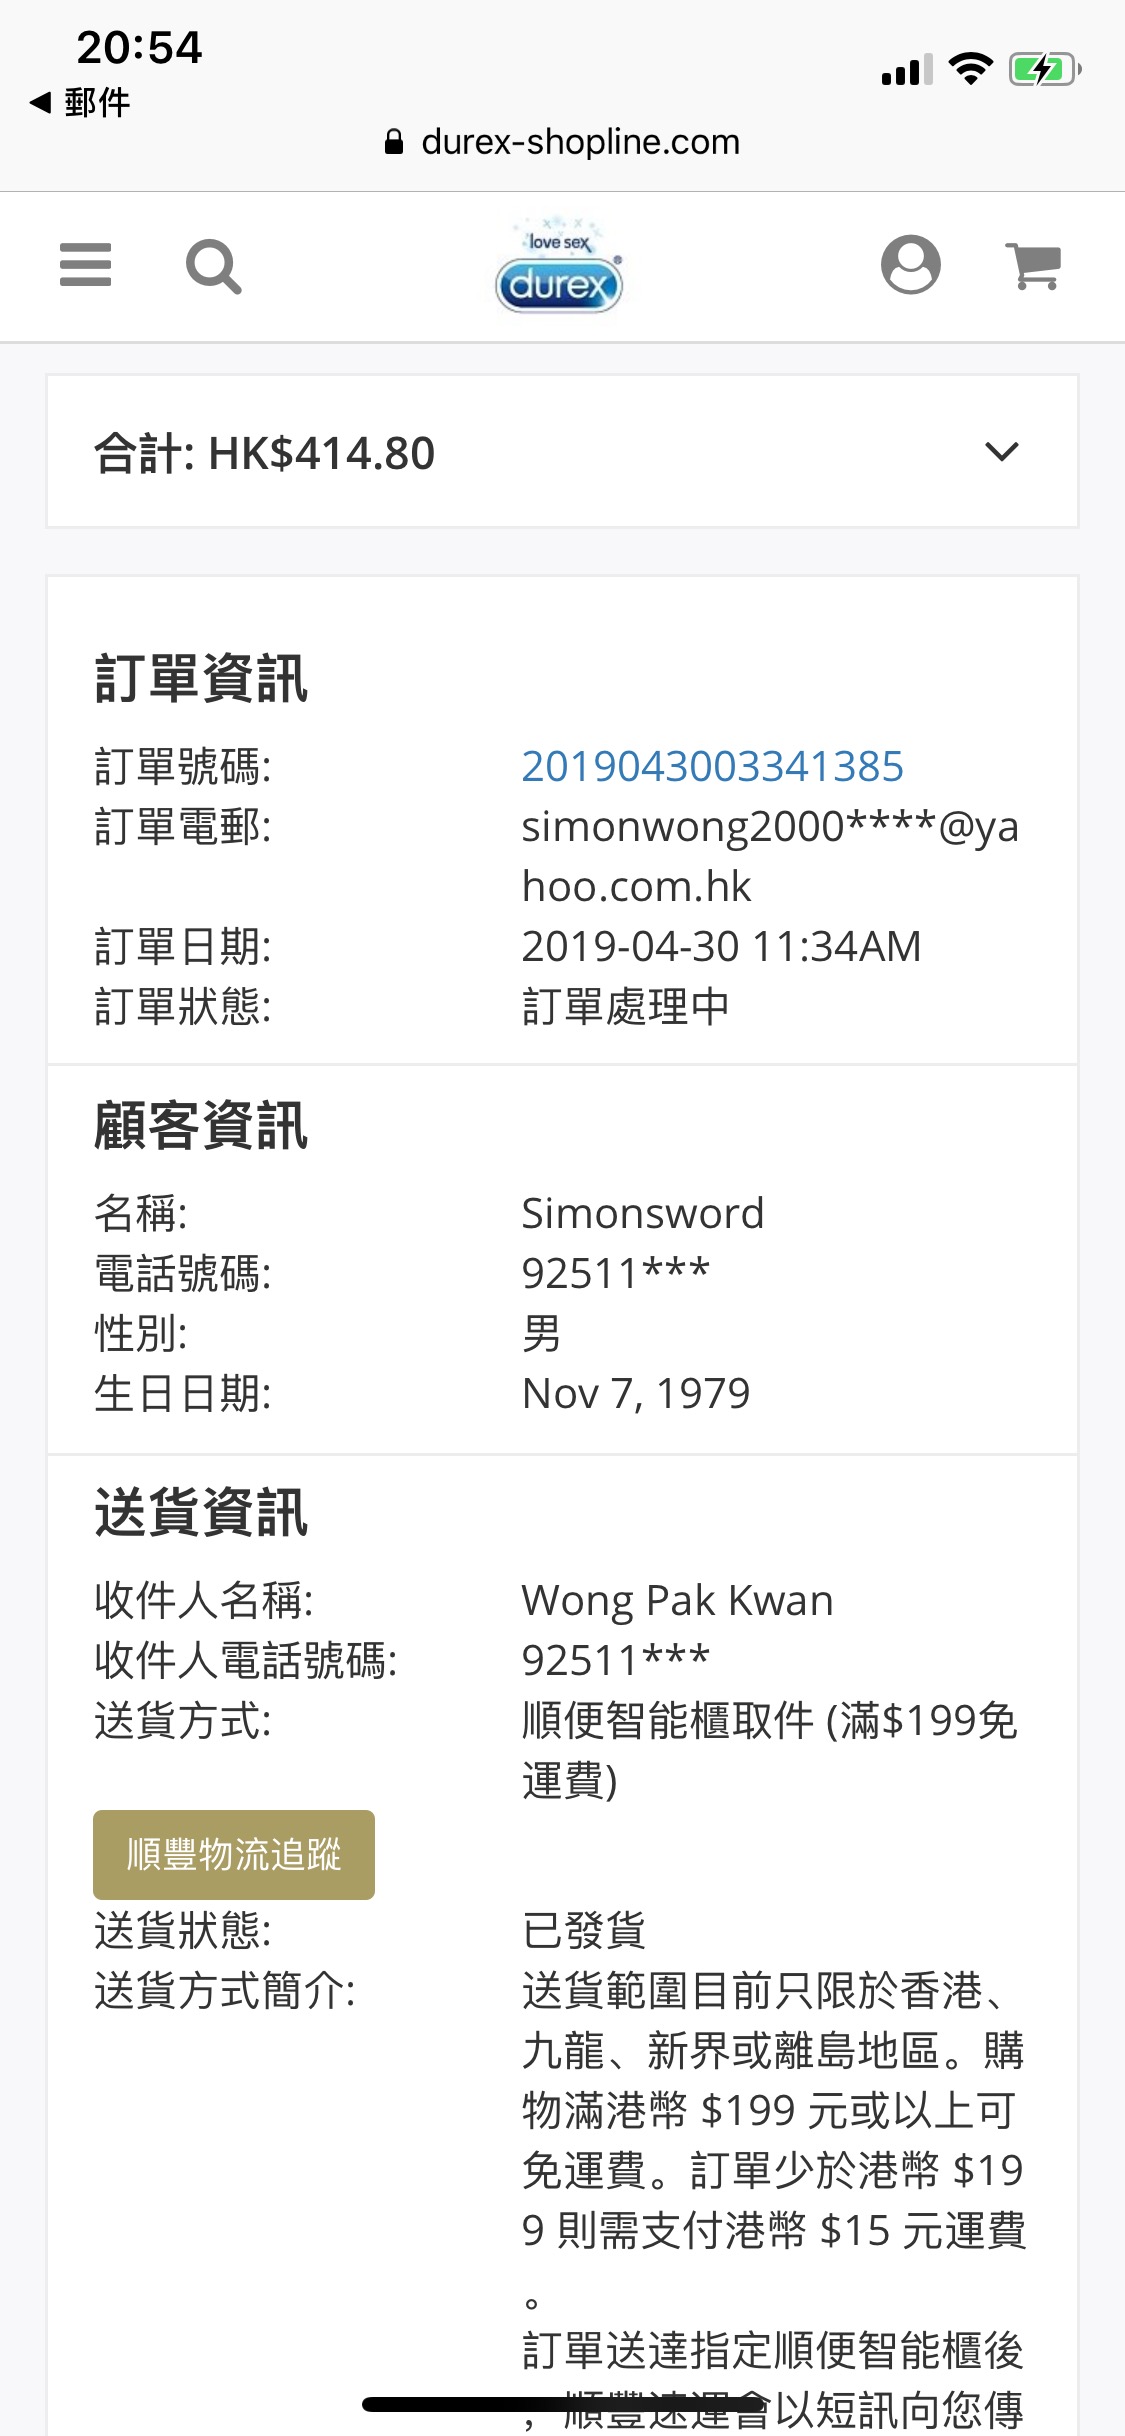 20:54
郵件
durex-shopline.com
love sex
durex
合計: HK$414.80
訂單資訊
訂單號碼: 2019043003341385
訂單電郵: simonwong2000****@ya
hoo.com.hk
訂單日期: 2019-04-30 11:34AM
訂單狀態: 訂單處理中
顧客資訊
名稱: Simonsword
電話號碼: 92511***
性別: 男
生日日期: Nov 7, 1979
送貨資訊
收件人名稱: Wong Pak Kwan
收件人電話號碼: 92511***
送貨方式: 順便智能櫃取件 (滿$199免
運費)
順豐物流追蹤
送貨狀態: 已發貨
送貨方式簡介: 送貨範圍目前只限於香港、
九龍、新界或離島地區。購
物滿港幣 $199 元或以上可
免運費。訂單少於港幣 $19
9 則需支付港幣 $15 元運費
。
訂單送達指定順便智能櫃後
，順豐速運會以短訊向您傳